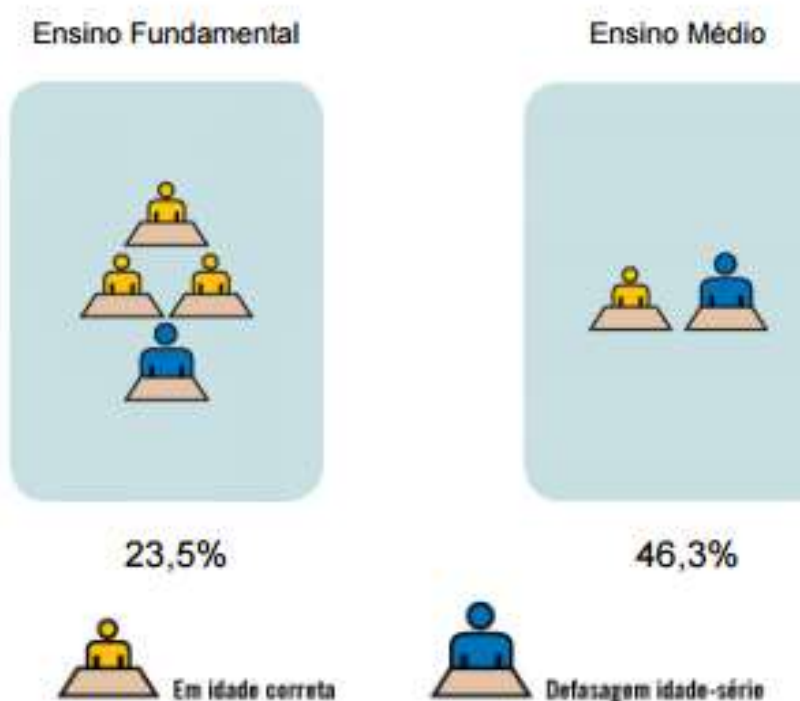 Ensino Fundamental
Ensino Médio
23,5%
46,3%
Em idade correta
Defasagem idade-série